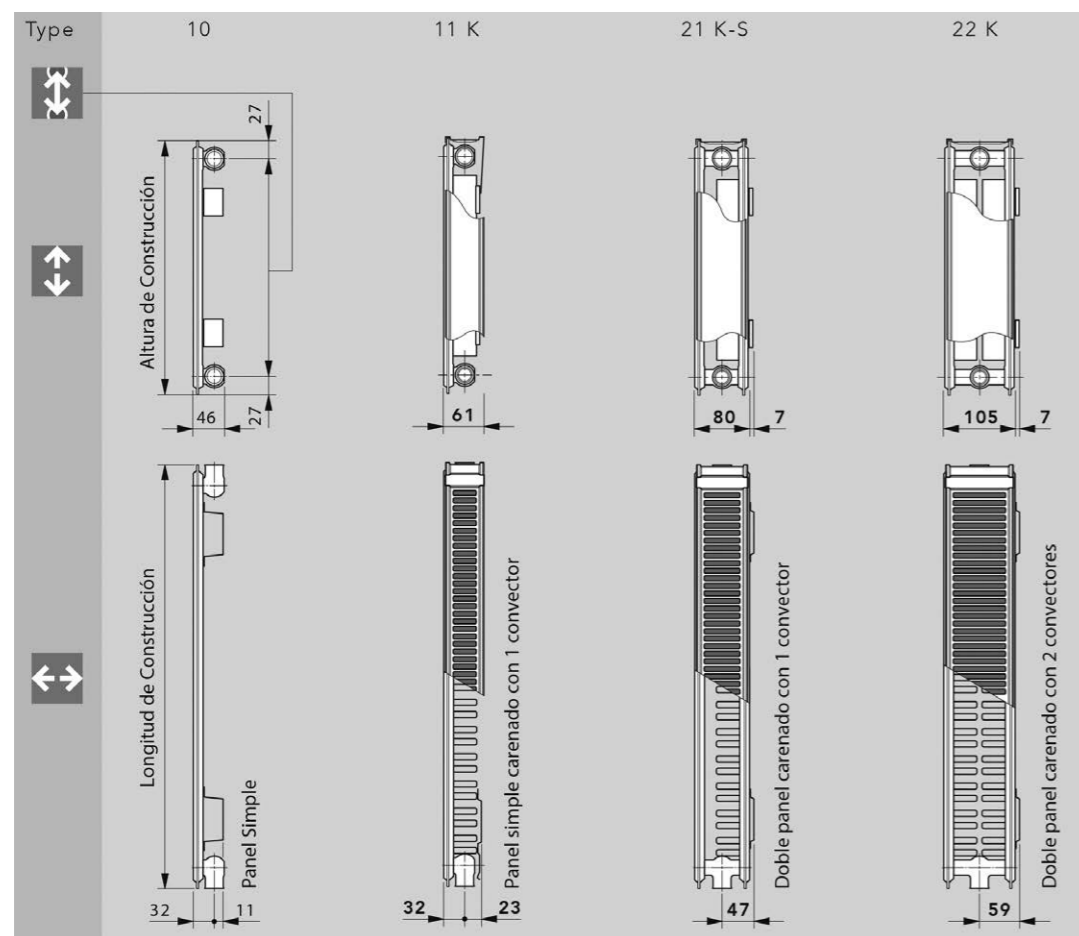 Type 10 11 K 21 K-S 22 K
27
Altura de Construcción
46
27
61
80 7
105 7
Longitud de Construcción
Panel Simple
Panel simple carenado con 1 convector
Doble panel carenado con 1 convector
Doble panel carenado con 2 convectores
32 11
32 23
47
59